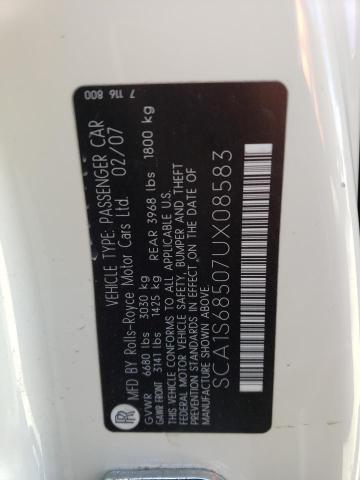 7 116 800
VEHICLE TYPE: PASSENGER CAR
MFD BY Rolls-Royce Motor Cars Ltd. 02/07
GVWR 6680 lbs 3030 kg
GAWR FRONT 3141 lbs 1425 kg REAR 3968 lbs 1800 kg
THIS VEHICLE CONFORMS TO ALL APPLICABLE
FEDERAL MOTOR VEHICLE SAFETY, BUMPER AND THEFT
PREVENTION STANDARDS IN EFFECT ON THE DATE OF
MANUFACTURE SHOWN ABOVE.
SCA1S68507UX08583
RR